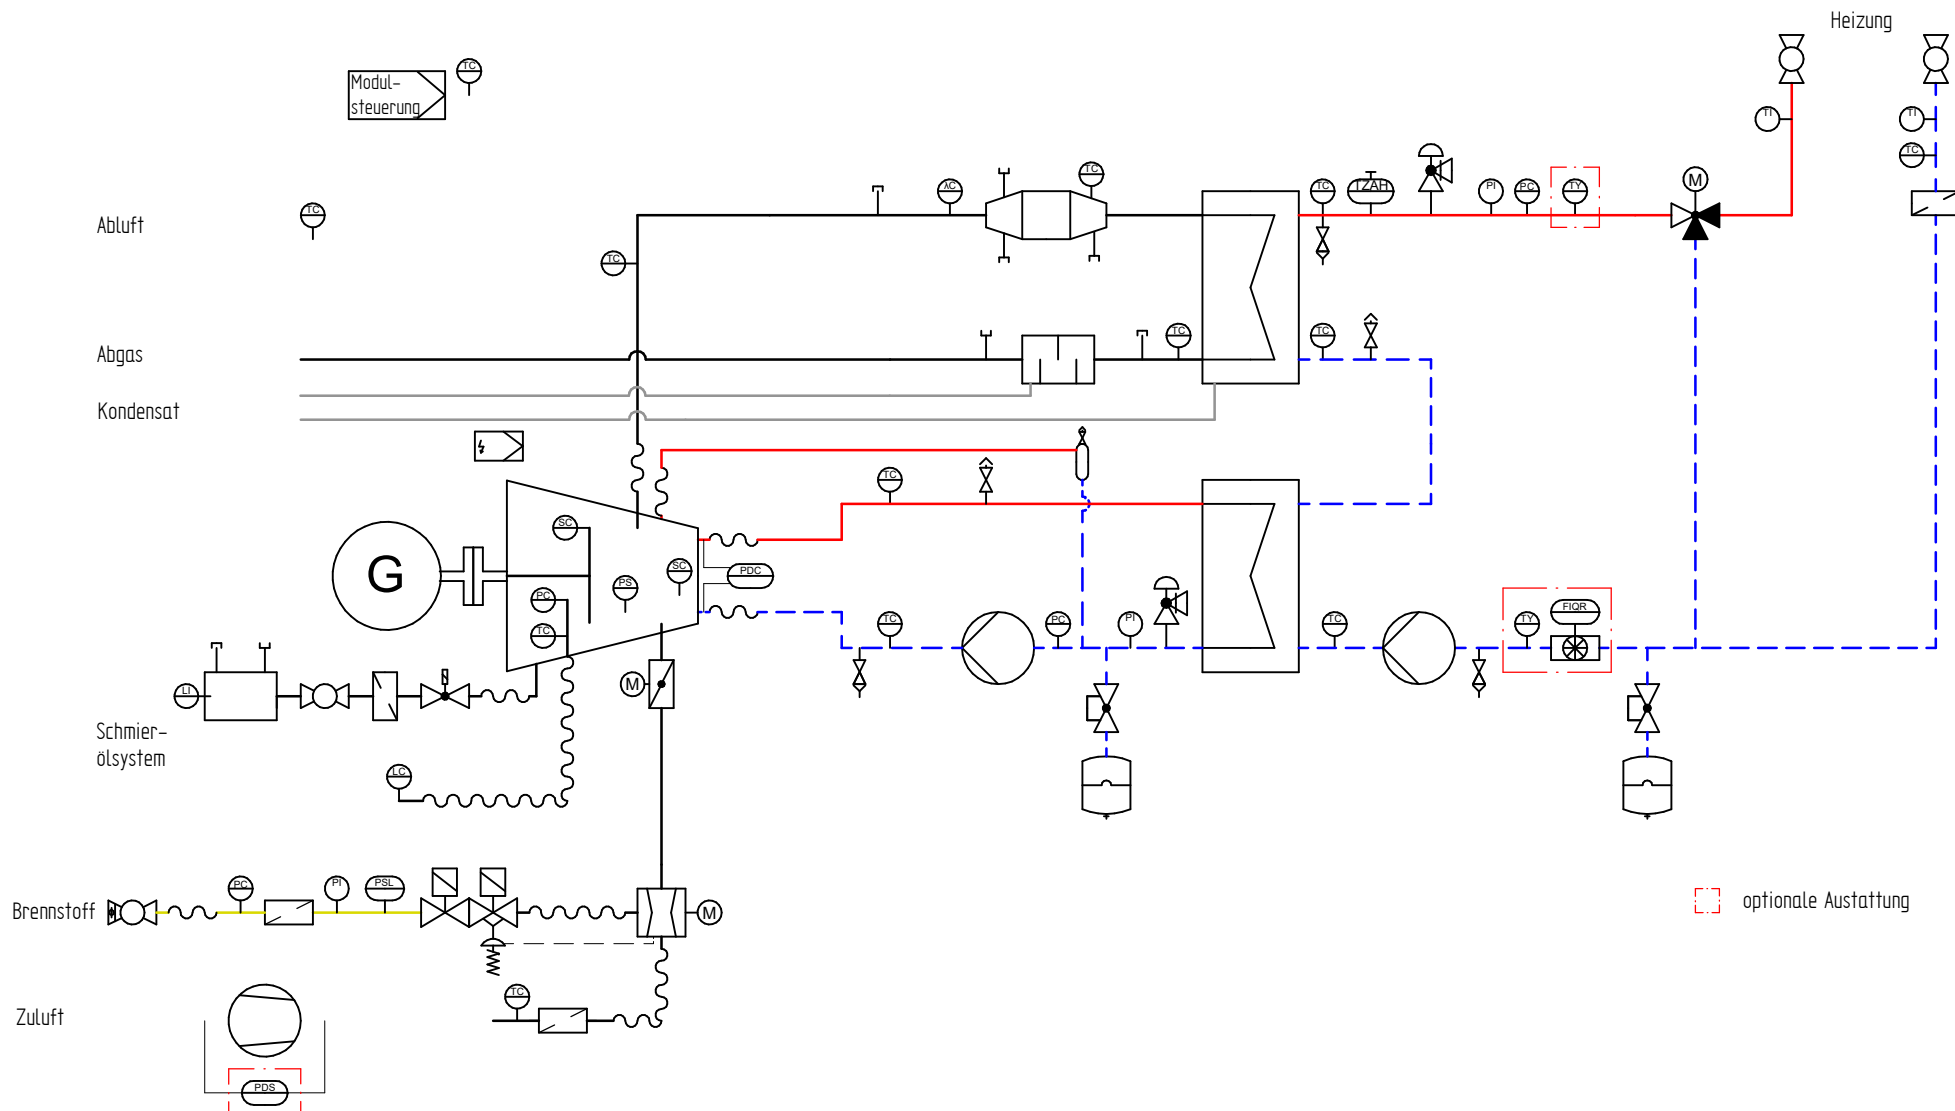 Heizung
Modul-
steuerung
TC
TI
TI
TC
TC
λC
TC
TC
TZAH
PI
PC
TY
M
Abluft
TC
TC
Abgas
TC
TC
Kondensat
TC
SC
G
SC
PDC
PS
PC
TC
TC
PC
PI
TC
TY
FIQR
LI
M
Schmier-
ölsystem
LC
Brennstoff
PC
PI
PSL
M
optionale Austattung
Zuluft
TC
PDS